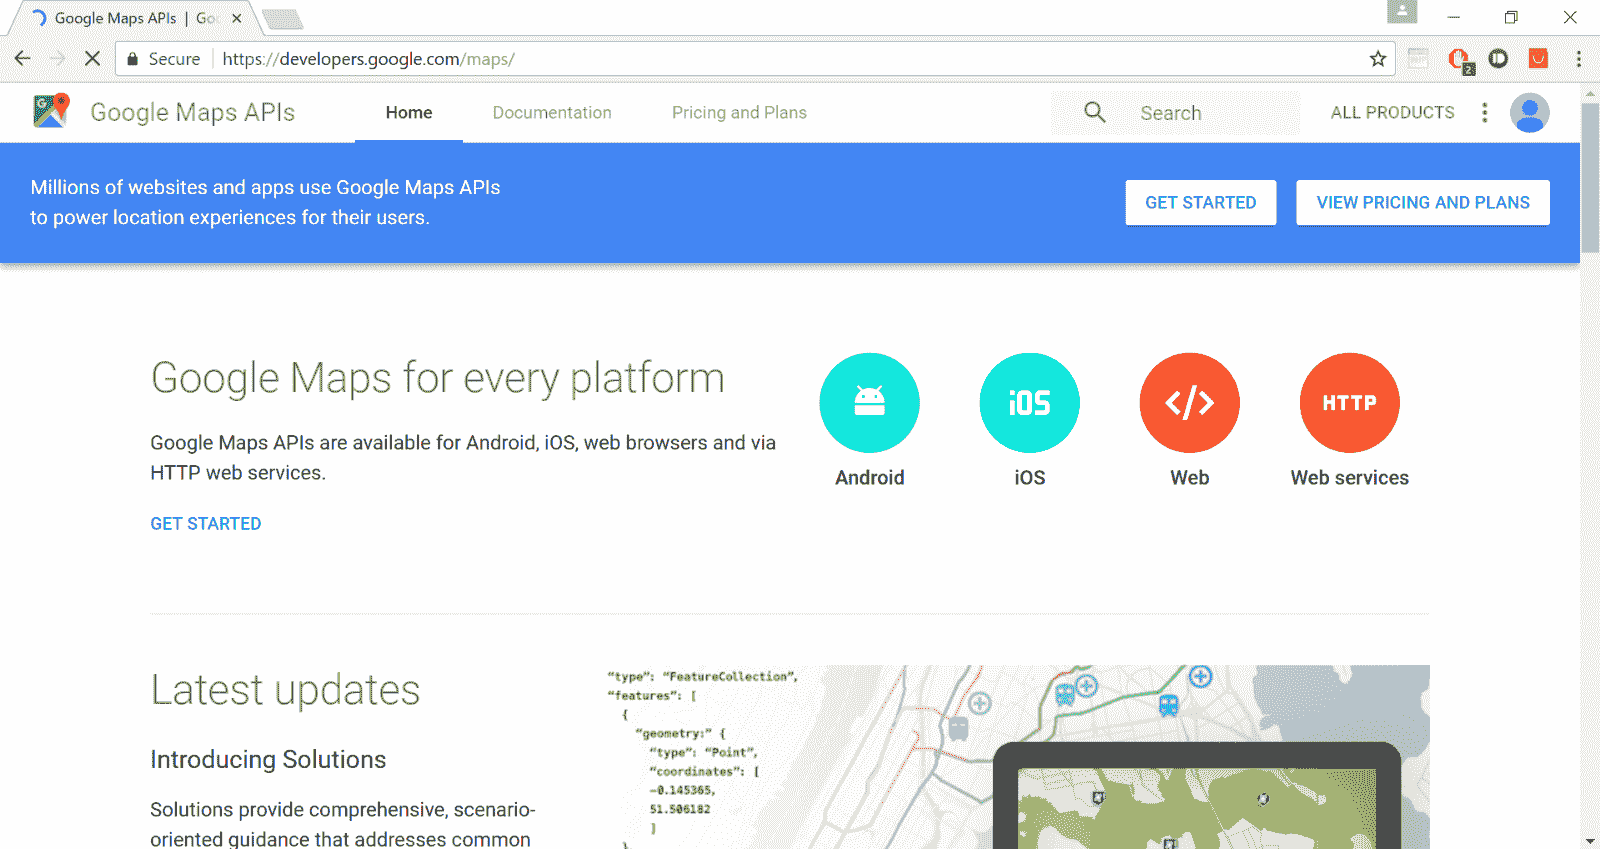 Google Maps APIs | Goo
Secure https://developers.google.com/maps/
2
Google Maps APIs Home Documentation Pricing and Plans Search ALL PRODUCTS
Millions of websites and apps use Google Maps APIs
to power location experiences for their users.
GET STARTED VIEW PRICING AND PLANS
Google Maps for every platform
Google Maps APIs are available for Android, iOS, web browsers and via
HTTP web services.
GET STARTED
iOS </> HTTP
Android iOS Web Web services
Latest updates
Introducing Solutions
Solutions provide comprehensive, scenario-
oriented guidance that addresses common
"type": "FeatureCollection",
"features": [
{
"geometry:" {
"type": "Point",
"coordinates": [
-0.145365,
51.506182
]
},